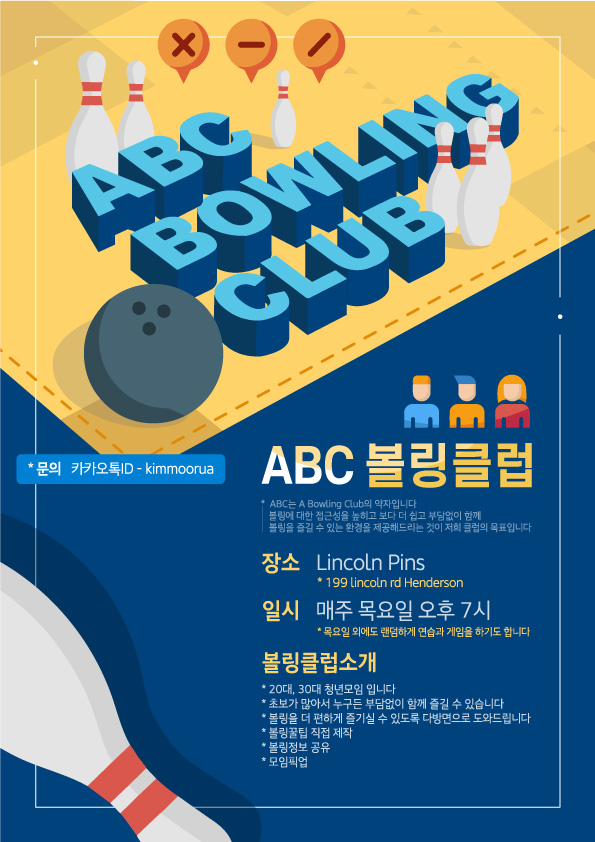 ABC
BOWLING
CLUB
* 문의 카카오톡ID - kimmoorua
ABC 볼링클럽
* ABC는 A Bowling Club의 약자입니다
볼링에 대한 접근성을 높히고 보다 더 쉽고 부담없이 함께
볼링을 즐길 수 있는 환경을 제공해드리는 것이 저희 클럽의 목표입니다
장소 Lincoln Pins
* 199 lincoln rd Henderson
일시 매주 목요일 오후 7시
* 목요일 외에도 랜덤하게 연습과 게임을 하기도 합니다
볼링클럽소개
* 20대, 30대 청년모임 입니다
* 초보가 많아서 누구든 부담없이 함께 즐길 수 있습니다
* 볼링을 더 편하게 즐기실 수 있도록 다방면으로 도와드립니다
* 볼링꿀팁 직접 제작
* 볼링정보 공유
* 모임픽업